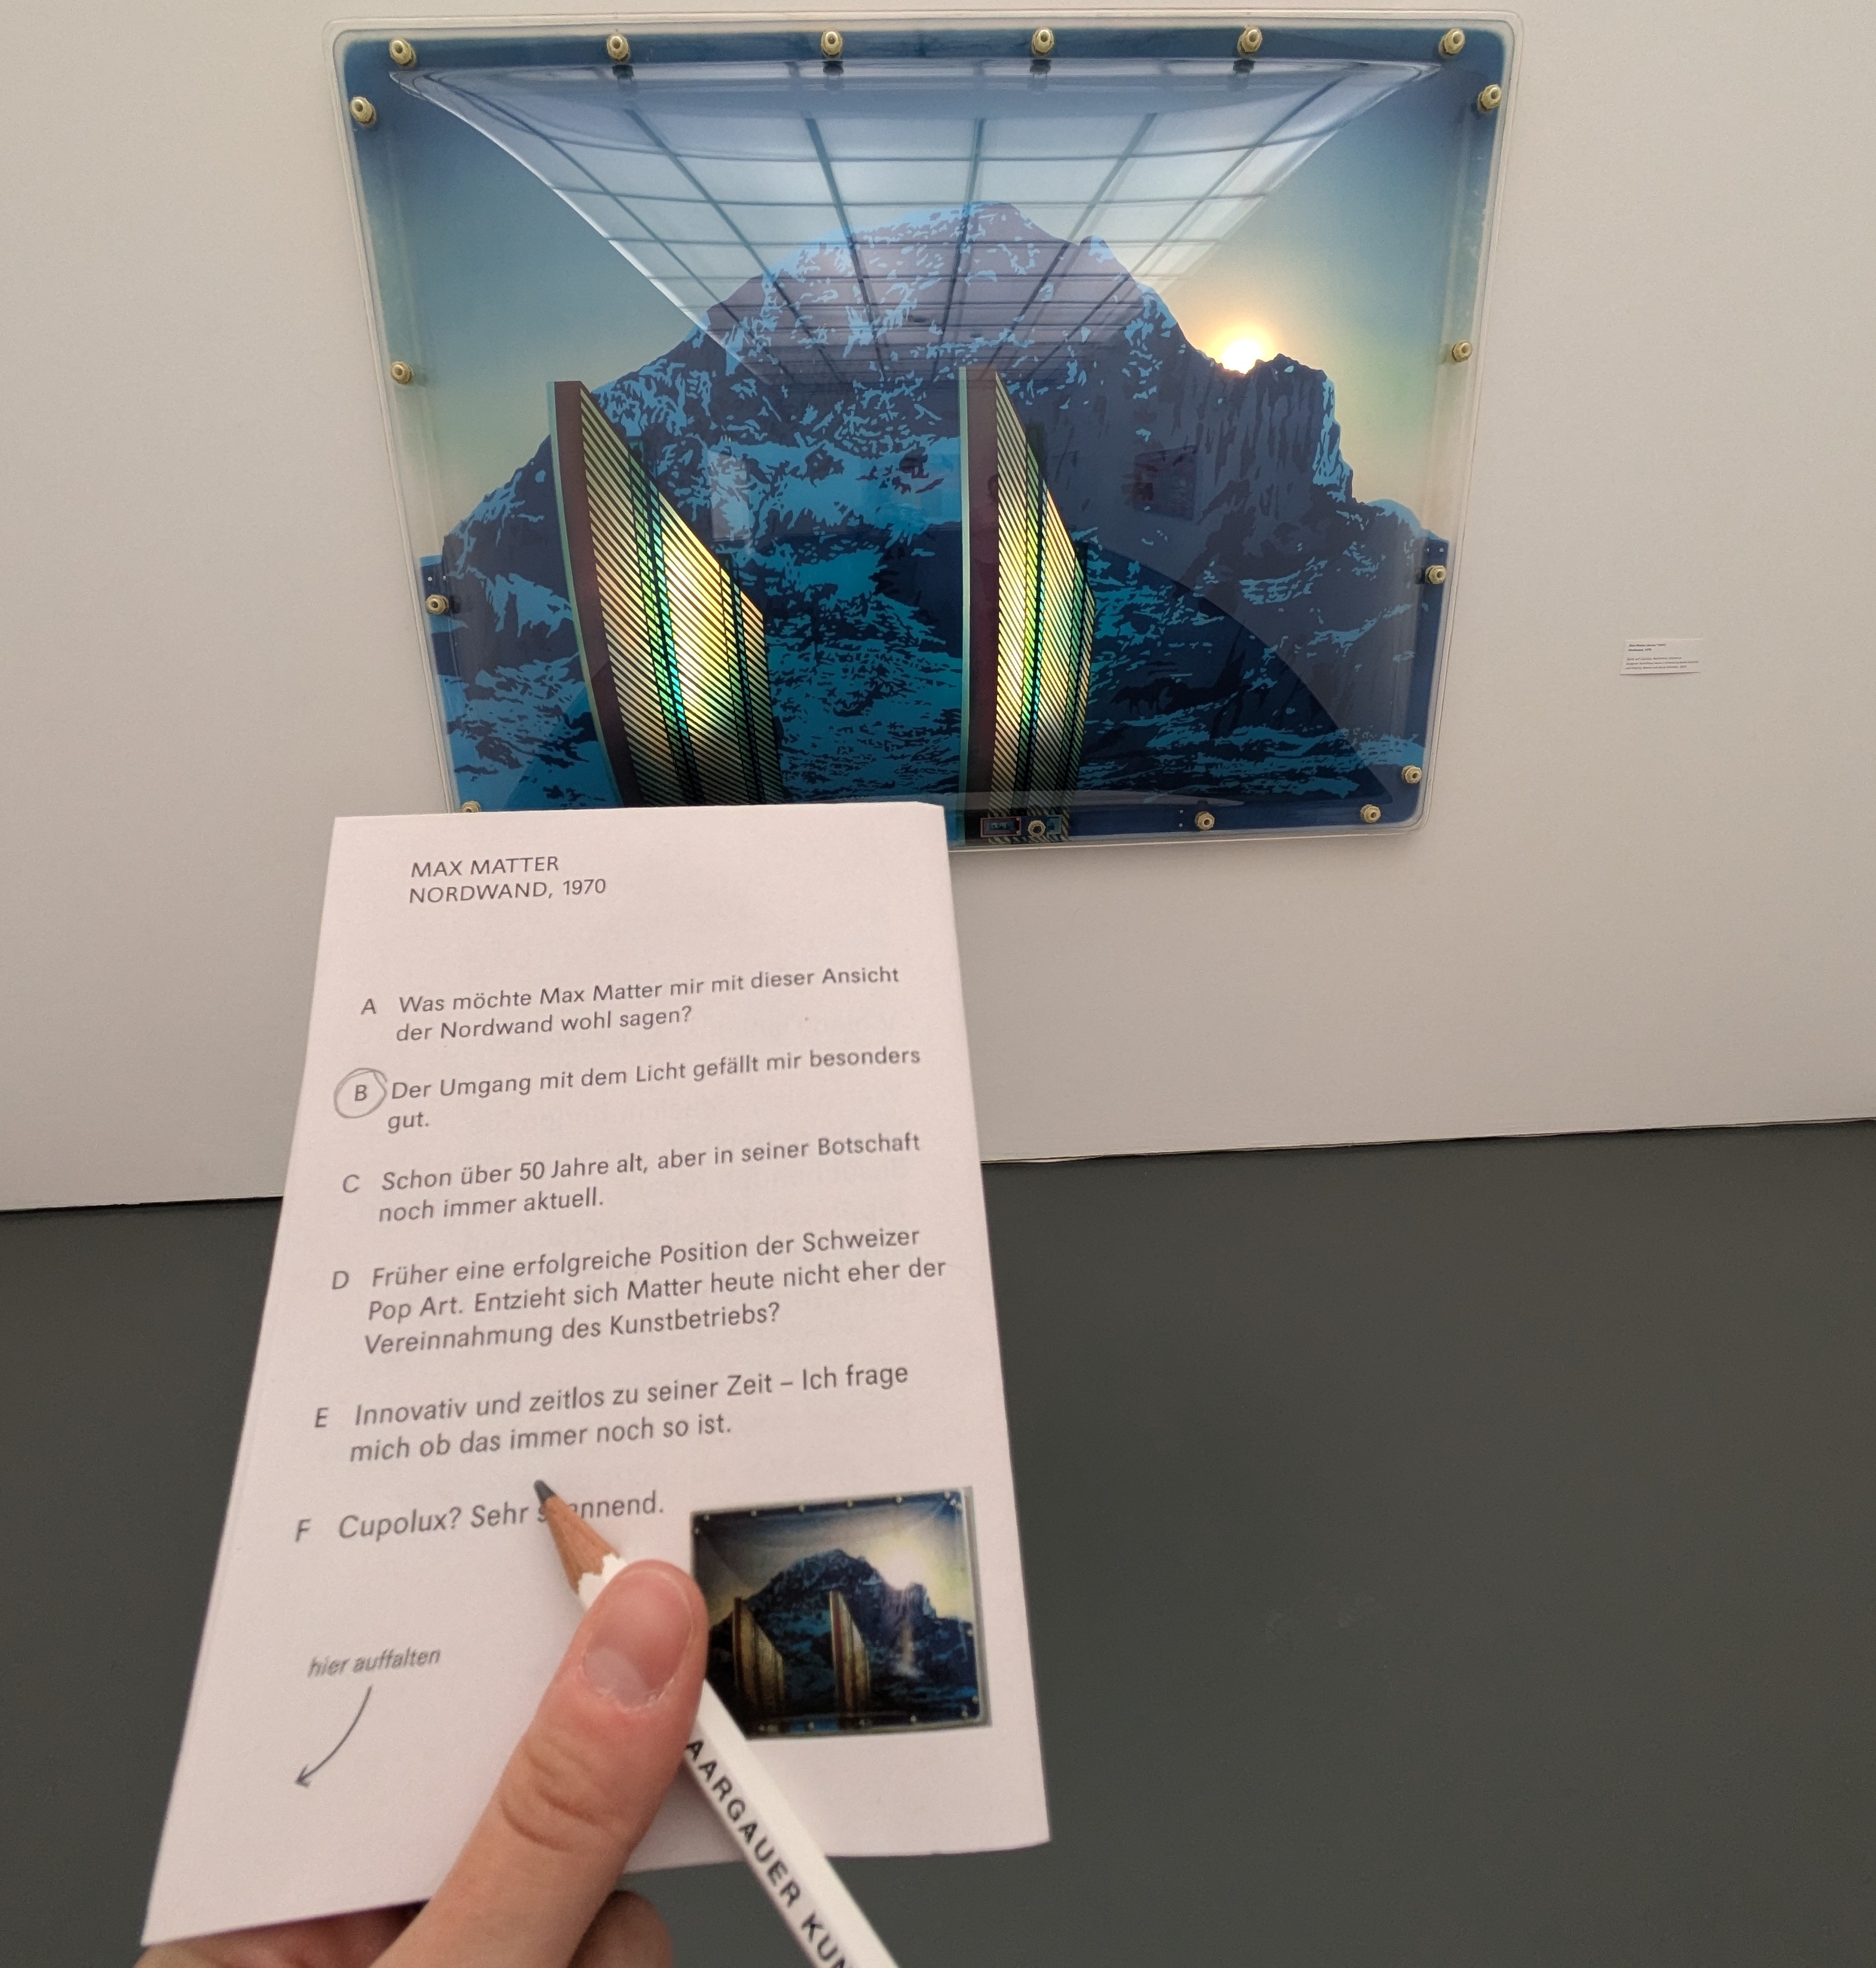 MAX MATTER
NORDWAND, 1970
A Was möchte Max Matter mir mit dieser Ansicht
der Nordwand wohl sagen?
B Der Umgang mit dem Licht gefällt mir besonders
gut.
C Schon über 50 Jahre alt, aber in seiner Botschaft
noch immer aktuell.
D Früher eine erfolgreiche Position der Schweizer
Pop Art. Entzieht sich Matter heute nicht eher der
Vereinnahmung des Kunstbetriebs?
E Innovativ und zeitlos zu seiner Zeit – Ich frage
mich ob das immer noch so ist.
F Cupolux? Sehr spannend.
hier auffalten
AARGAUER KUN